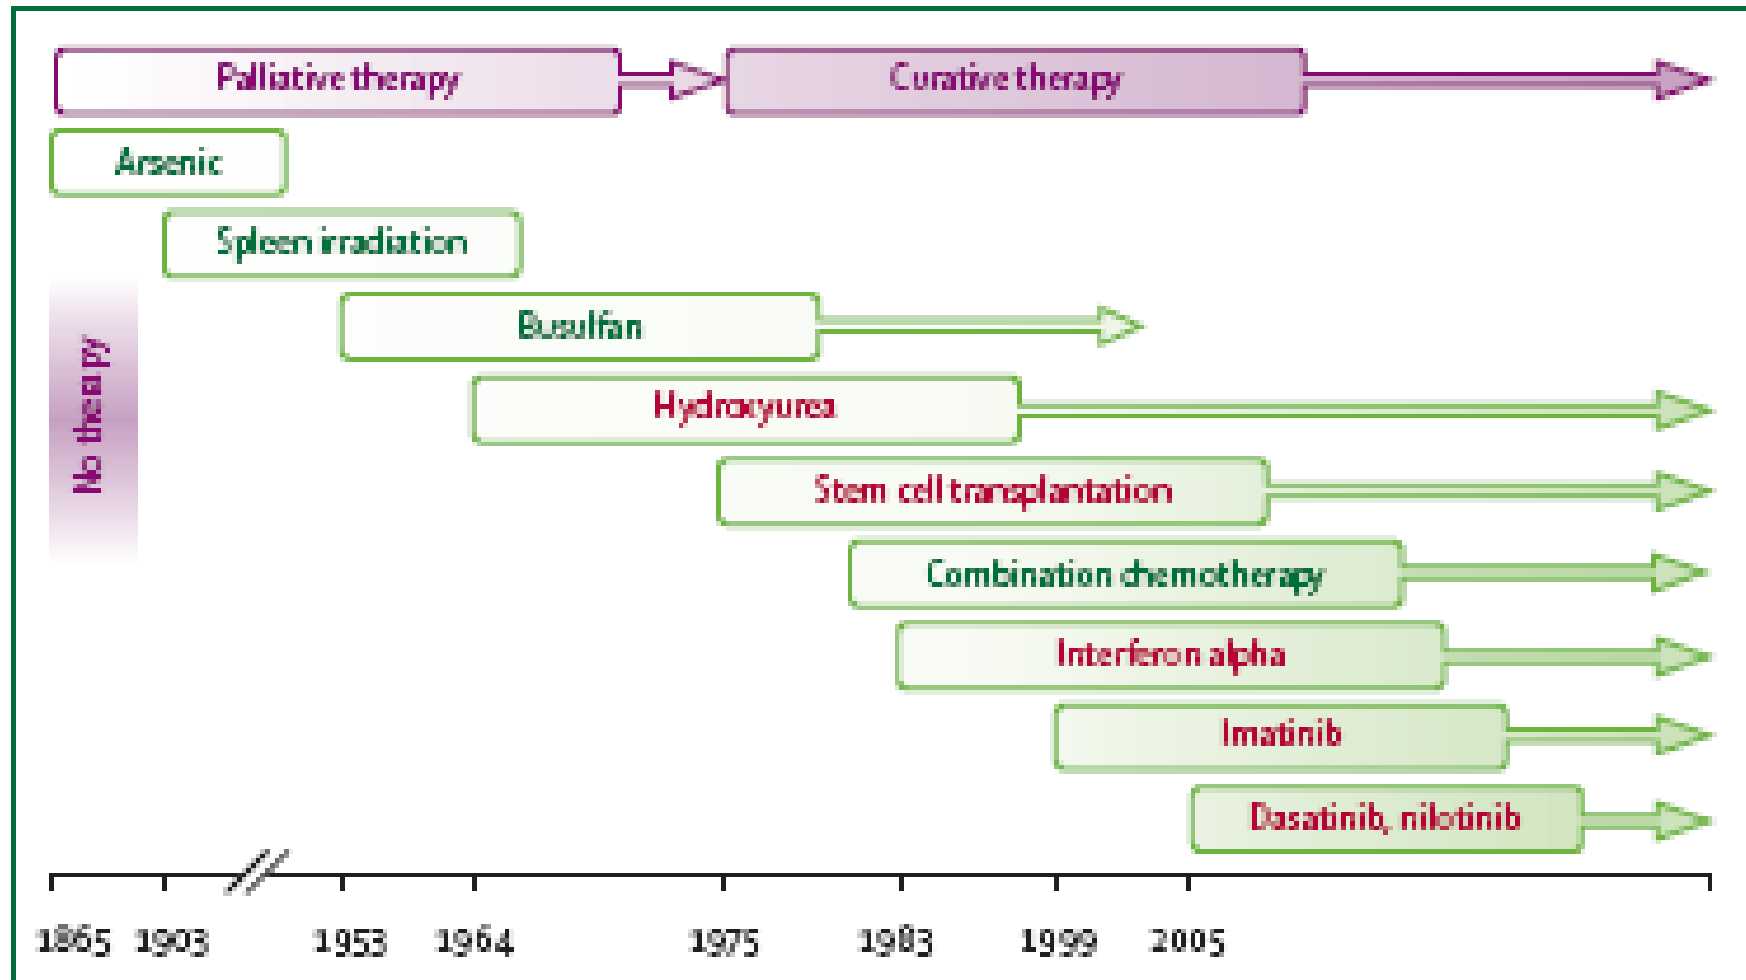 Palliative therapy
Curative therapy
Arsenic
Spleen irradiation
Busulfan
No therapy
Hydroxyurea
Stem cell transplantation
Combination chemotherapy
Interferon alpha
Imatinib
Dasatinib, nilotinib
1865 1903 1953 1964 1975 1983 1999 2005